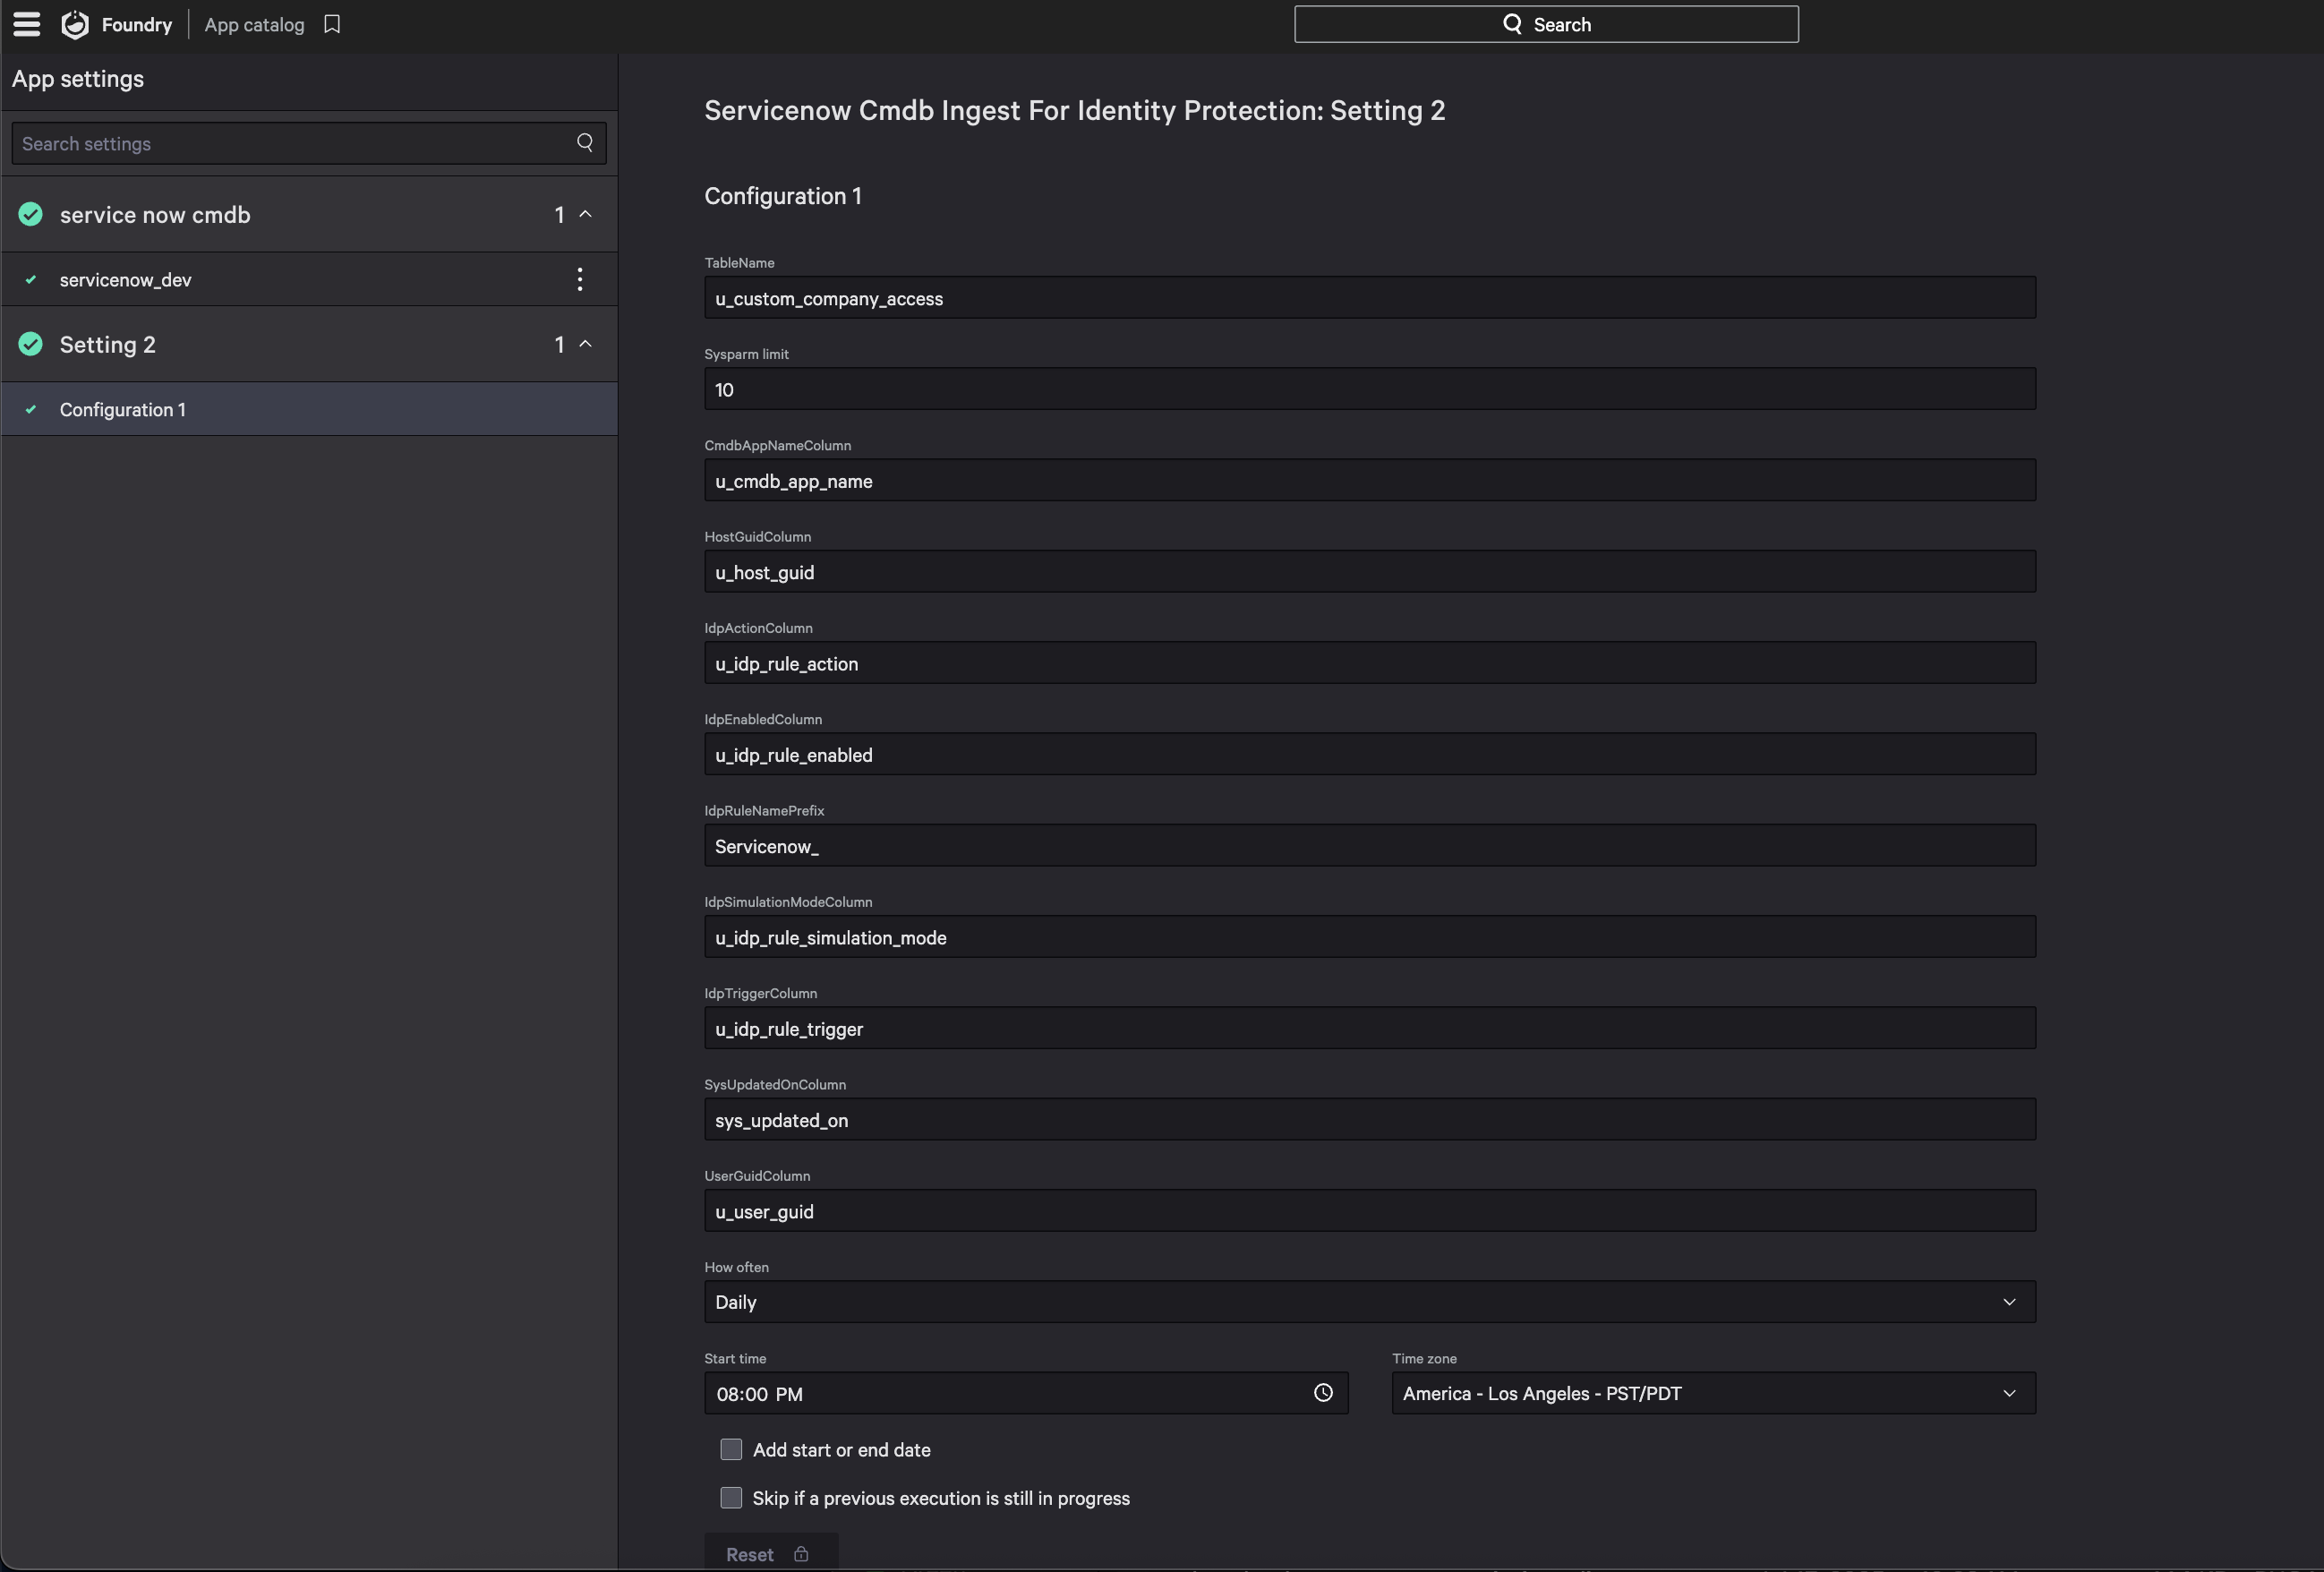 Foundry
App catalog
Search
App settings
Search settings
service now cmdb 1
servicenow_dev
Setting 2 1
Configuration 1
Servicenow Cmdb Ingest For Identity Protection: Setting 2
Configuration 1
TableName
u_custom_company_access
Sysparm limit
10
CmdbAppNameColumn
u_cmdb_app_name
HostGuidColumn
u_host_guid
IdpActionColumn
u_idp_rule_action
IdpEnabledColumn
u_idp_rule_enabled
IdpRuleNamePrefix
Servicenow_
IdpSimulationModeColumn
u_idp_rule_simulation_mode
IdpTriggerColumn
u_idp_rule_trigger
SysUpdatedOnColumn
sys_updated_on
UserGuidColumn
u_user_guid
How often
Daily
Start time
08:00 PM
Time zone
America - Los Angeles - PST/PDT
Add start or end date
Skip if a previous execution is still in progress
Reset